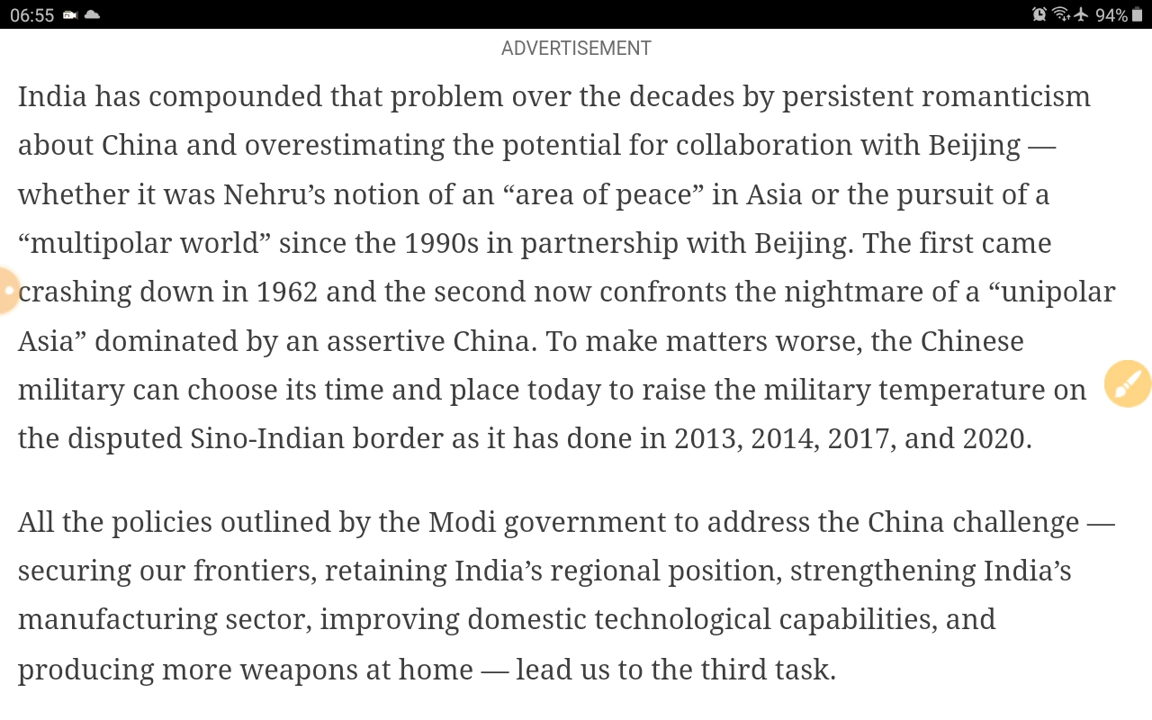 06:55
94%
ADVERTISEMENT
India has compounded that problem over the decades by persistent romanticism
about China and overestimating the potential for collaboration with Beijing —
whether it was Nehru’s notion of an “area of peace” in Asia or the pursuit of a
“multipolar world” since the 1990s in partnership with Beijing. The first came
crashing down in 1962 and the second now confronts the nightmare of a “unipolar
Asia” dominated by an assertive China. To make matters worse, the Chinese
military can choose its time and place today to raise the military temperature on
the disputed Sino-Indian border as it has done in 2013, 2014, 2017, and 2020.
All the policies outlined by the Modi government to address the China challenge —
securing our frontiers, retaining India’s regional position, strengthening India’s
manufacturing sector, improving domestic technological capabilities, and
producing more weapons at home — lead us to the third task.